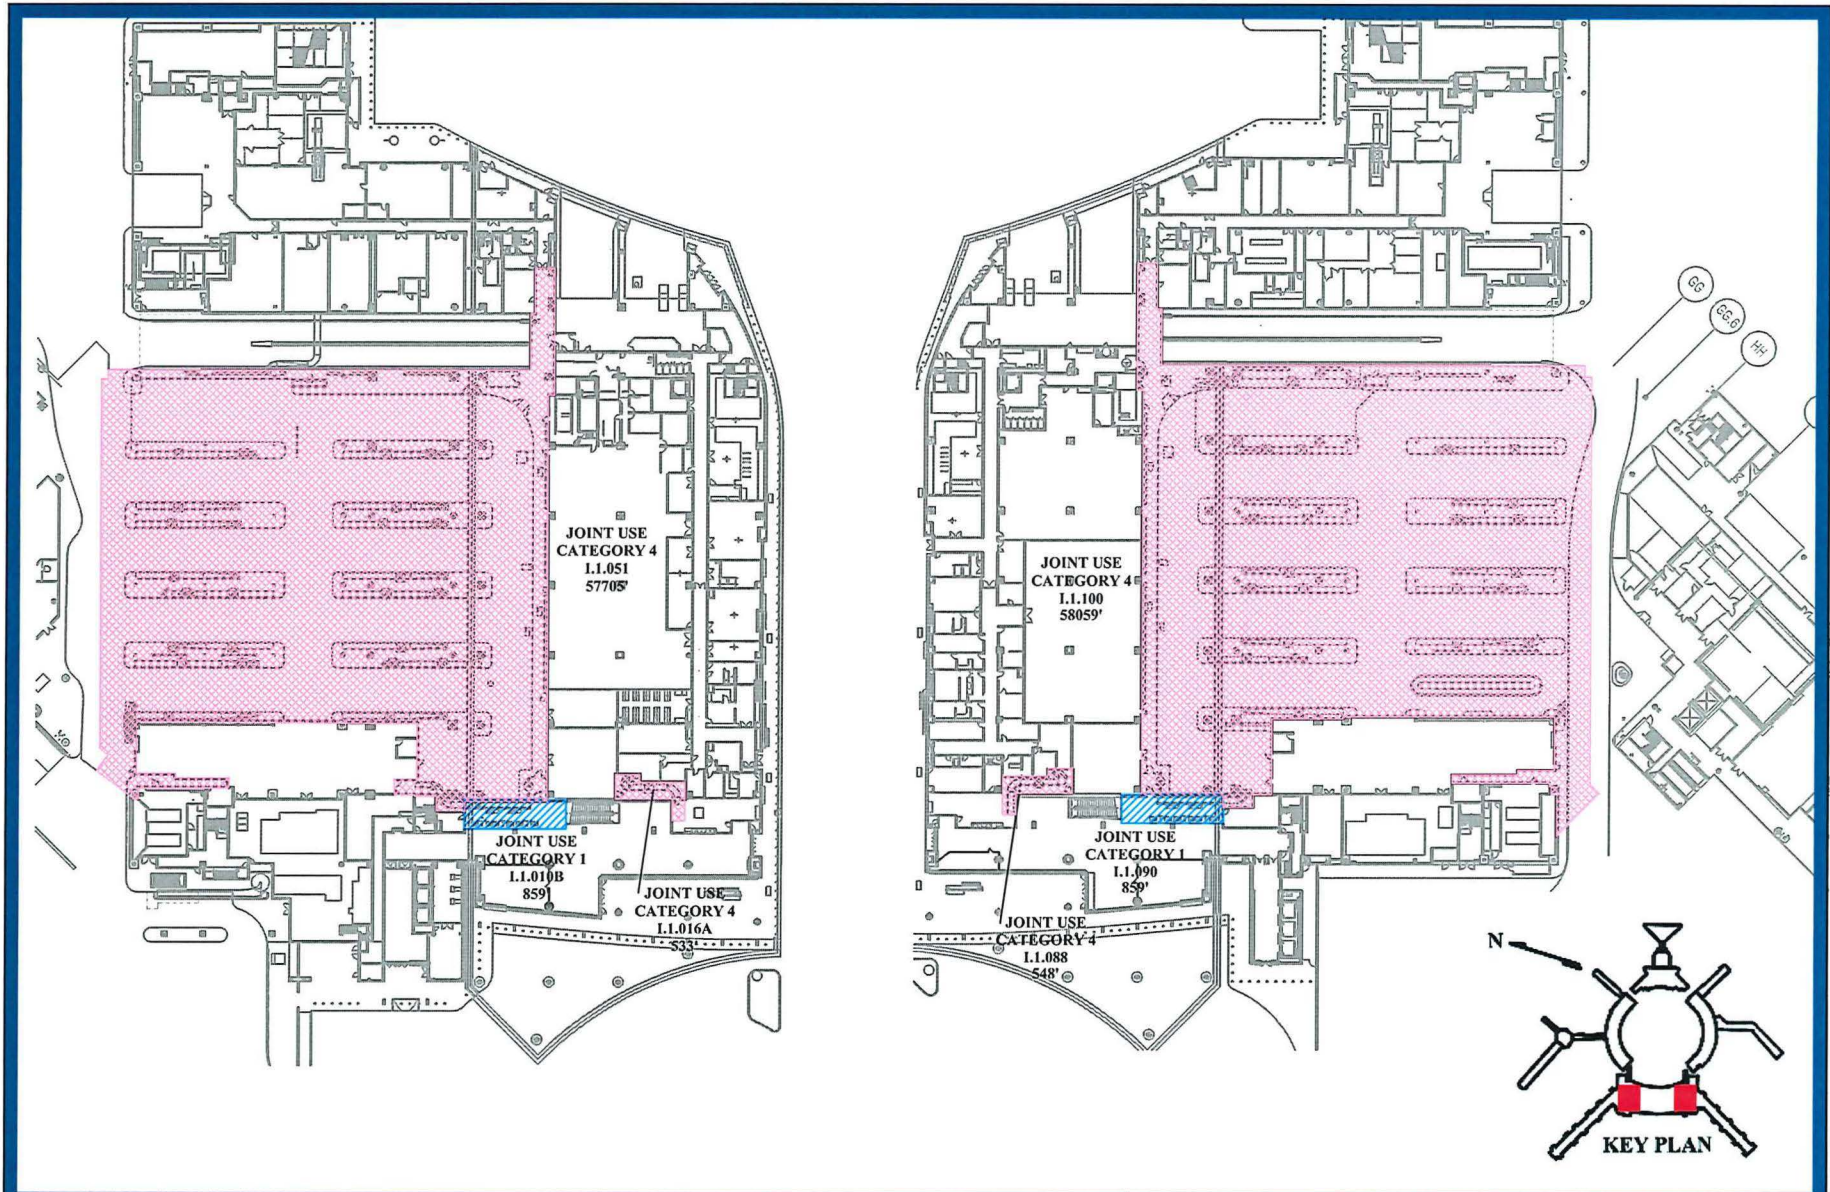 JOINT USE
CATEGORY 4
I.1.051
57705'
JOINT USE
CATEGORY 4
I.1.100
58059'
GG
GG.6
HH
JOINT USE
CATEGORY 1
I.1.010B
859'
JOINT USE
CATEGORY 4
I.1.016A
533'
JOINT USE
CATEGORY 1
I.1.090
859'
JOINT USE
CATEGORY 4
I.1.088
548'
N
KEY PLAN